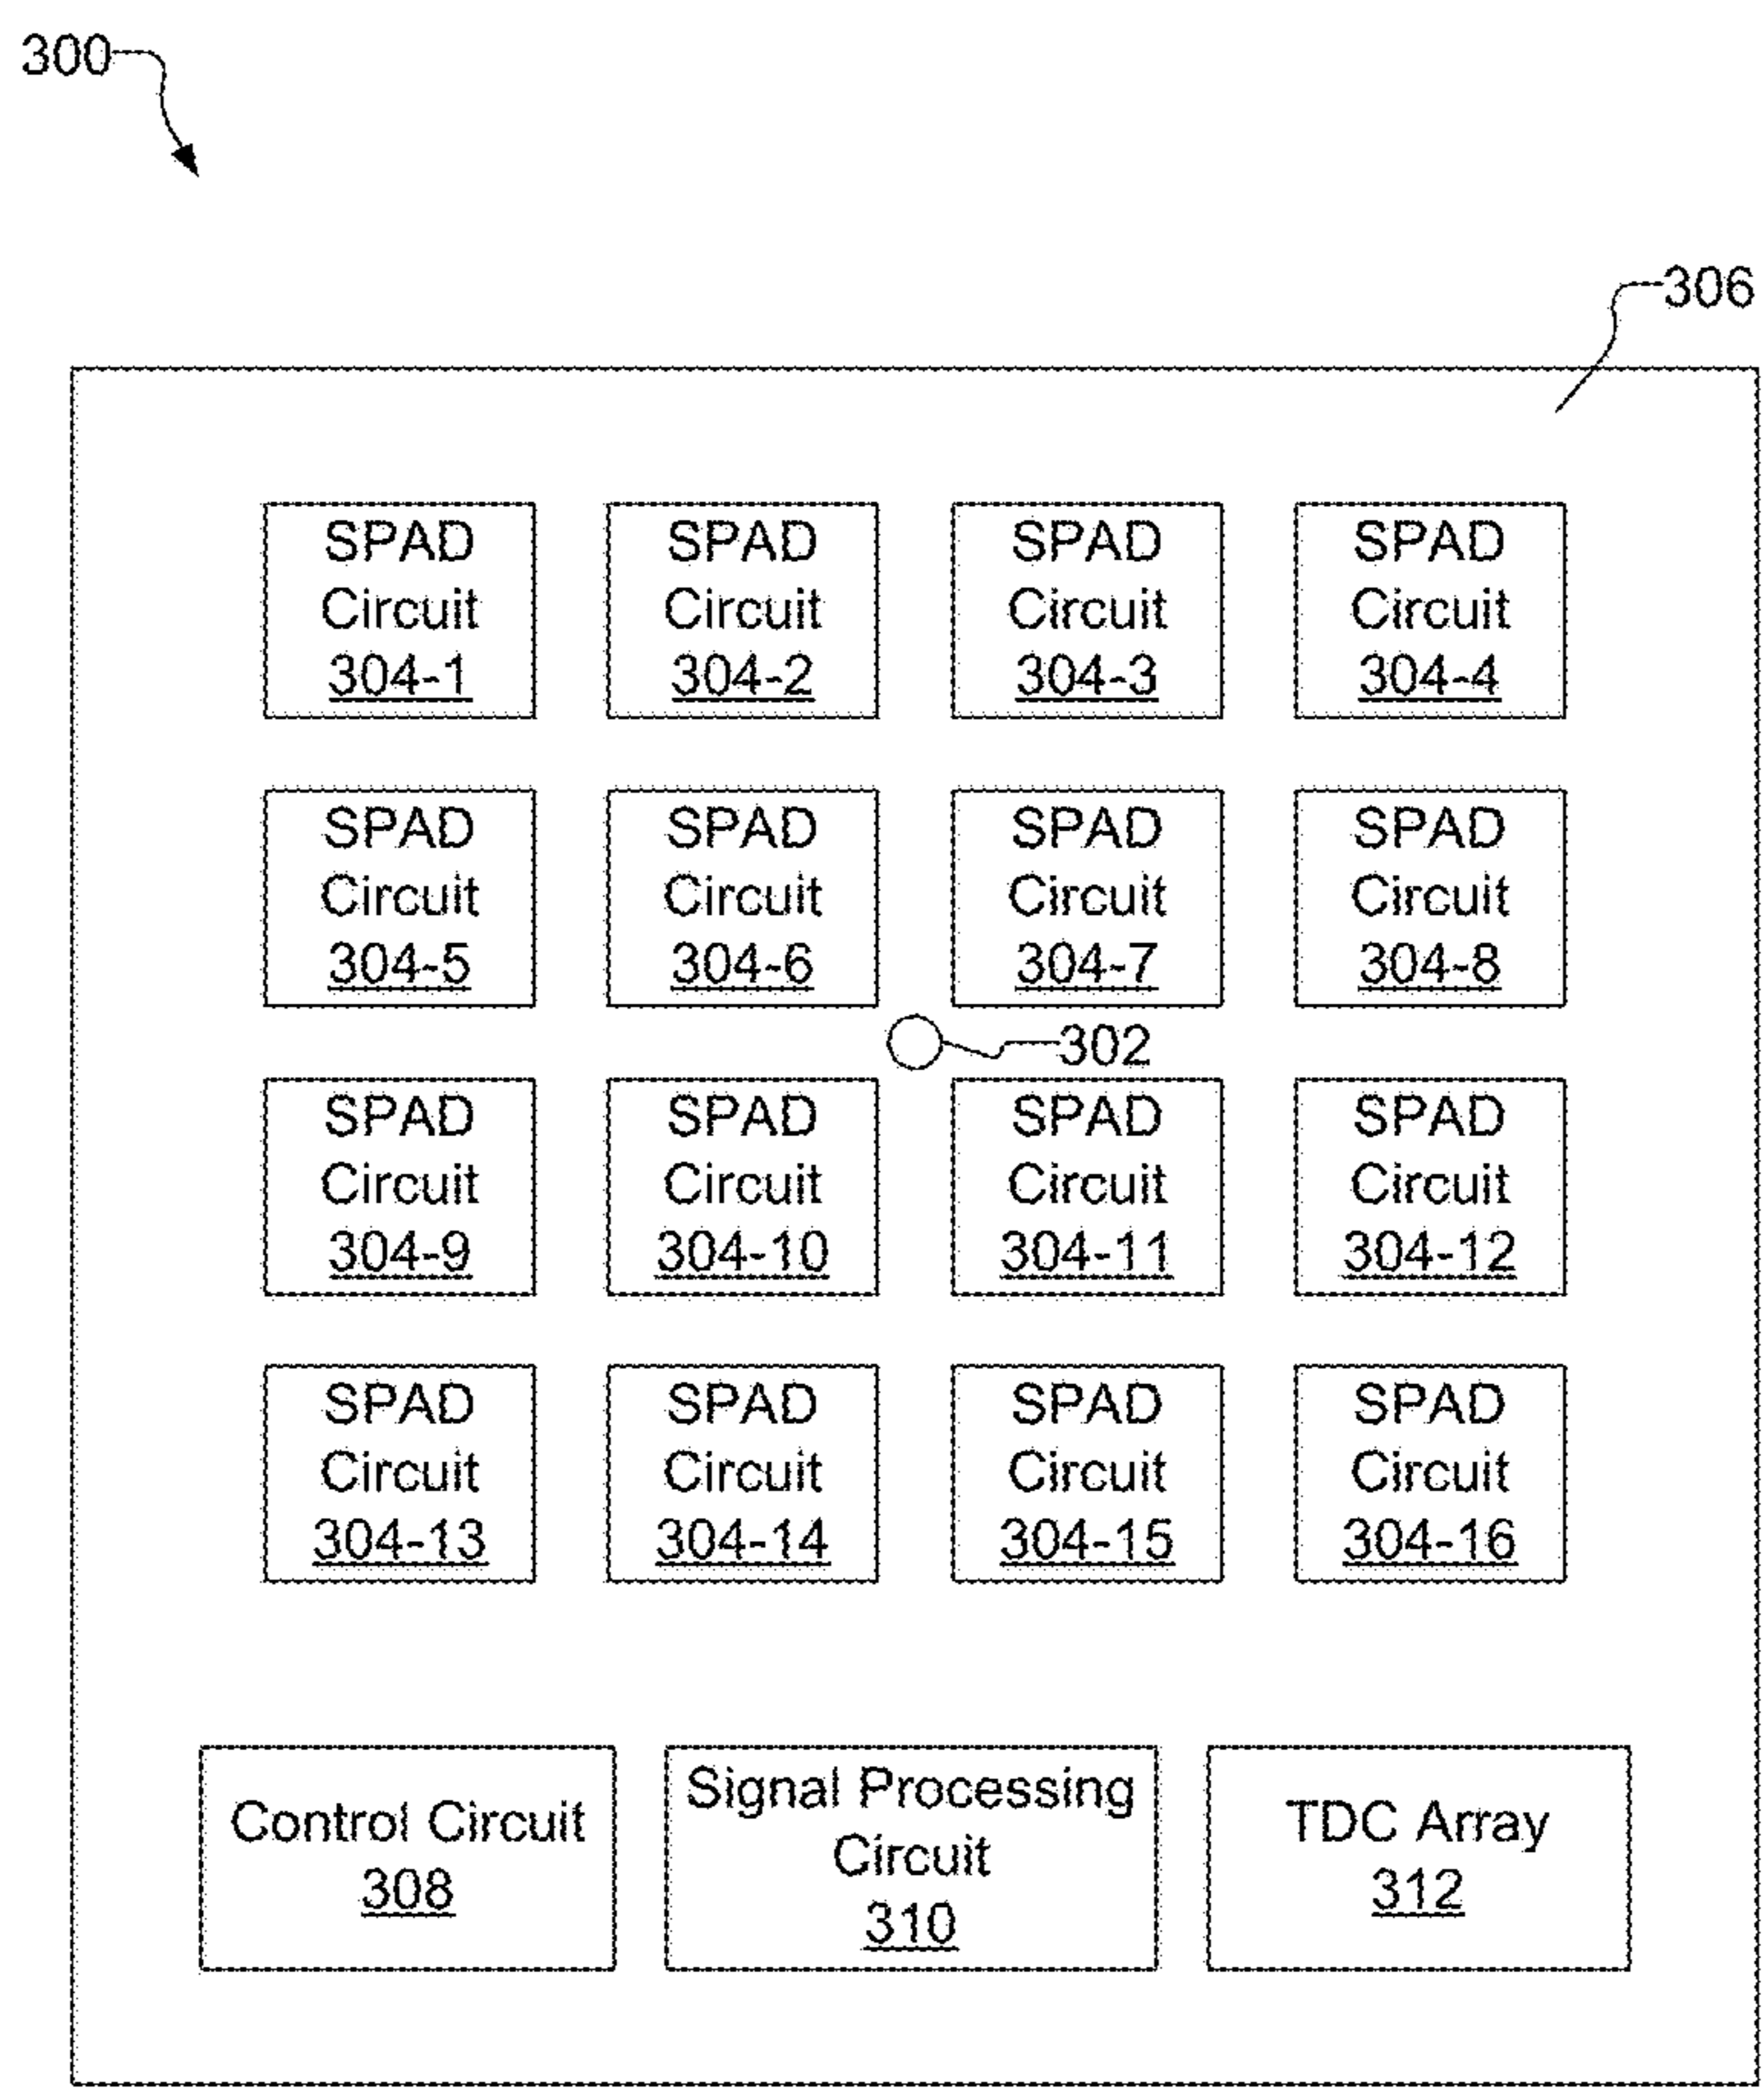 300
306
SPAD
Circuit
304-1
SPAD
Circuit
304-2
SPAD
Circuit
304-3
SPAD
Circuit
304-4
SPAD
Circuit
304-5
SPAD
Circuit
304-6
SPAD
Circuit
304-7
SPAD
Circuit
304-8
302
SPAD
Circuit
304-9
SPAD
Circuit
304-10
SPAD
Circuit
304-11
SPAD
Circuit
304-12
SPAD
Circuit
304-13
SPAD
Circuit
304-14
SPAD
Circuit
304-15
SPAD
Circuit
304-16
Control Circuit
308
Signal Processing
Circuit
310
TDC Array
312